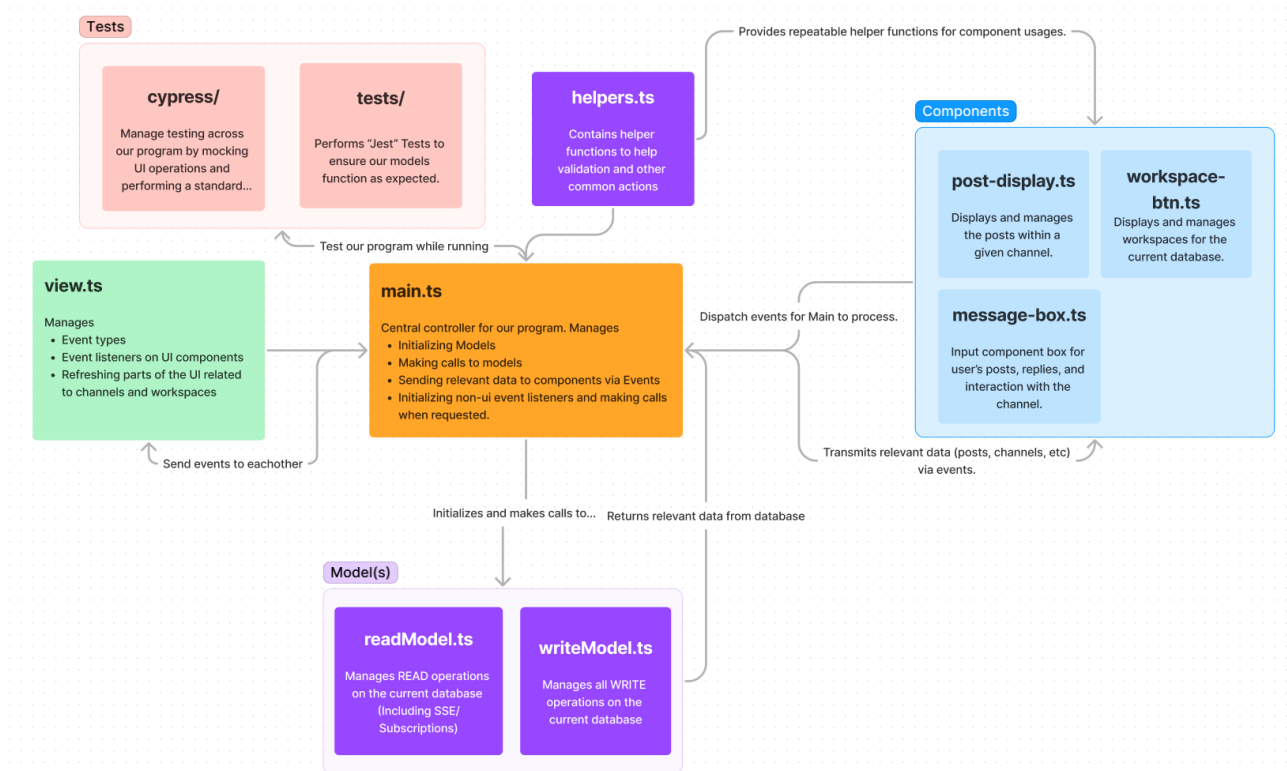 Tests
cypress/
Manage testing across
our program by mocking
UI operations and
performing a standard...
tests/
Performs “Jest” Tests to
ensure our models
function as expected.
helpers.ts
Contains helper
functions to help
validation and other
common actions
Provides repeatable helper functions for component usages.
Components
post-display.ts
Displays and manages
the posts within a
given channel.
workspace-
btn.ts
Displays and manages
workspaces for the
current database.
message-box.ts
Input component box for
user's posts, replies, and
interaction with the
channel.
Test our program while running
view.ts
Manages
• Event types
• Event listeners on UI components
• Refreshing parts of the UI related
to channels and workspaces
main.ts
Central controller for our program. Manages
• Initializing Models
• Making calls to models
• Sending relevant data to components via Events
• Initializing non-ui event listeners and making calls
when requested.
Dispatch events for Main to process.
Send events to eachother
Transmits relevant data (posts, channels, etc)
via events.
Initializes and makes calls to...
Returns relevant data from database
Model(s)
readModel.ts
Manages READ operations
on the current database
(Including SSE/
Subscriptions)
writeModel.ts
Manages all WRITE
operations on the
current database